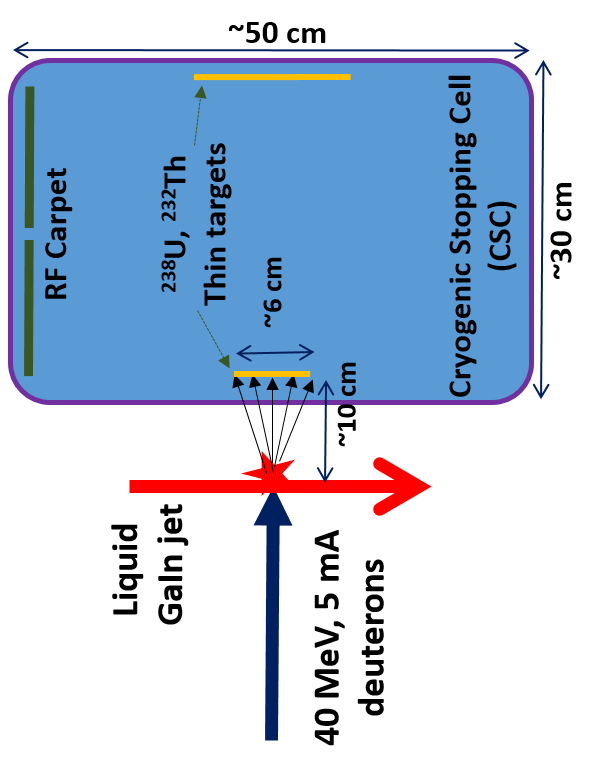 ~50 cm
RF Carpet
²³⁸U, ²³²Th
Thin targets
~6 cm
Cryogenic Stopping Cell
(CSC)
~30 cm
~10 cm
Liquid
GaIn jet
40 MeV, 5 mA
deuterons